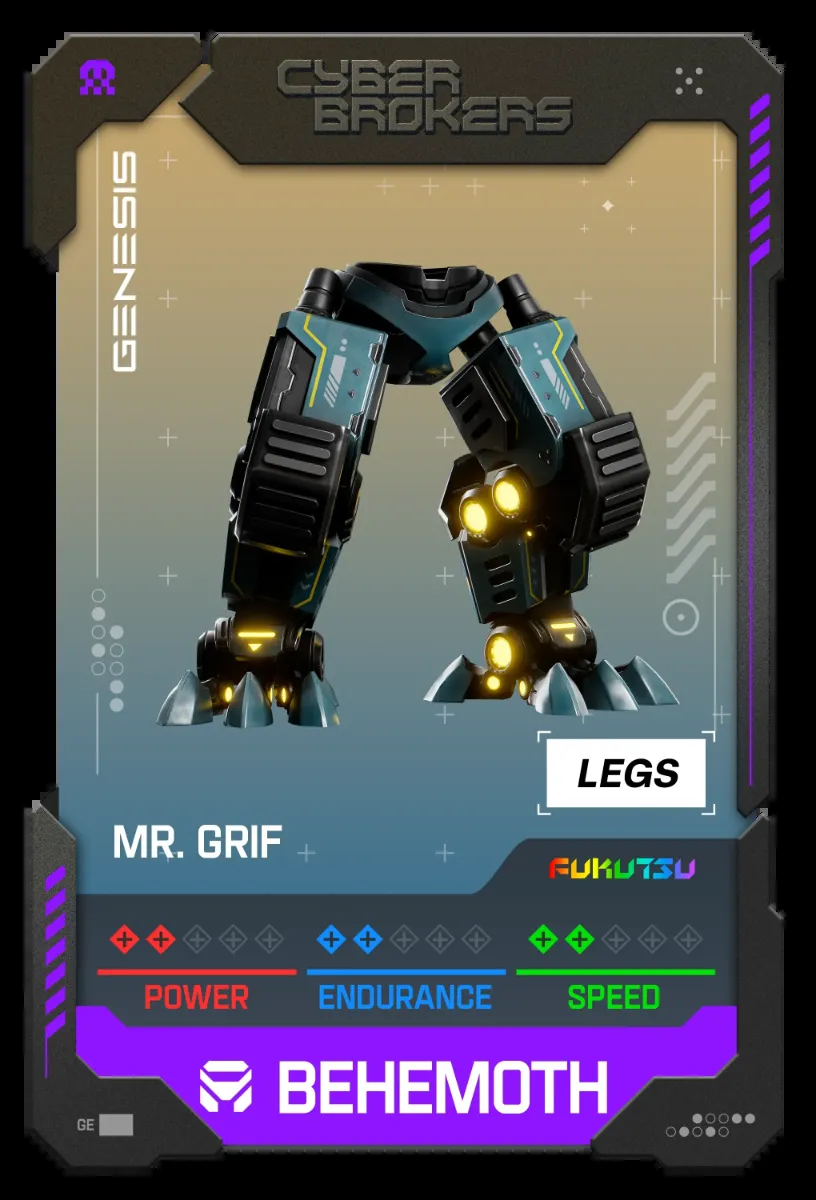 CYBER
BROKERS
GENESIS
LEGS
MR. GRIF
FUKUTSU
POWER
ENDURANCE
SPEED
BEHEMOTH
GE